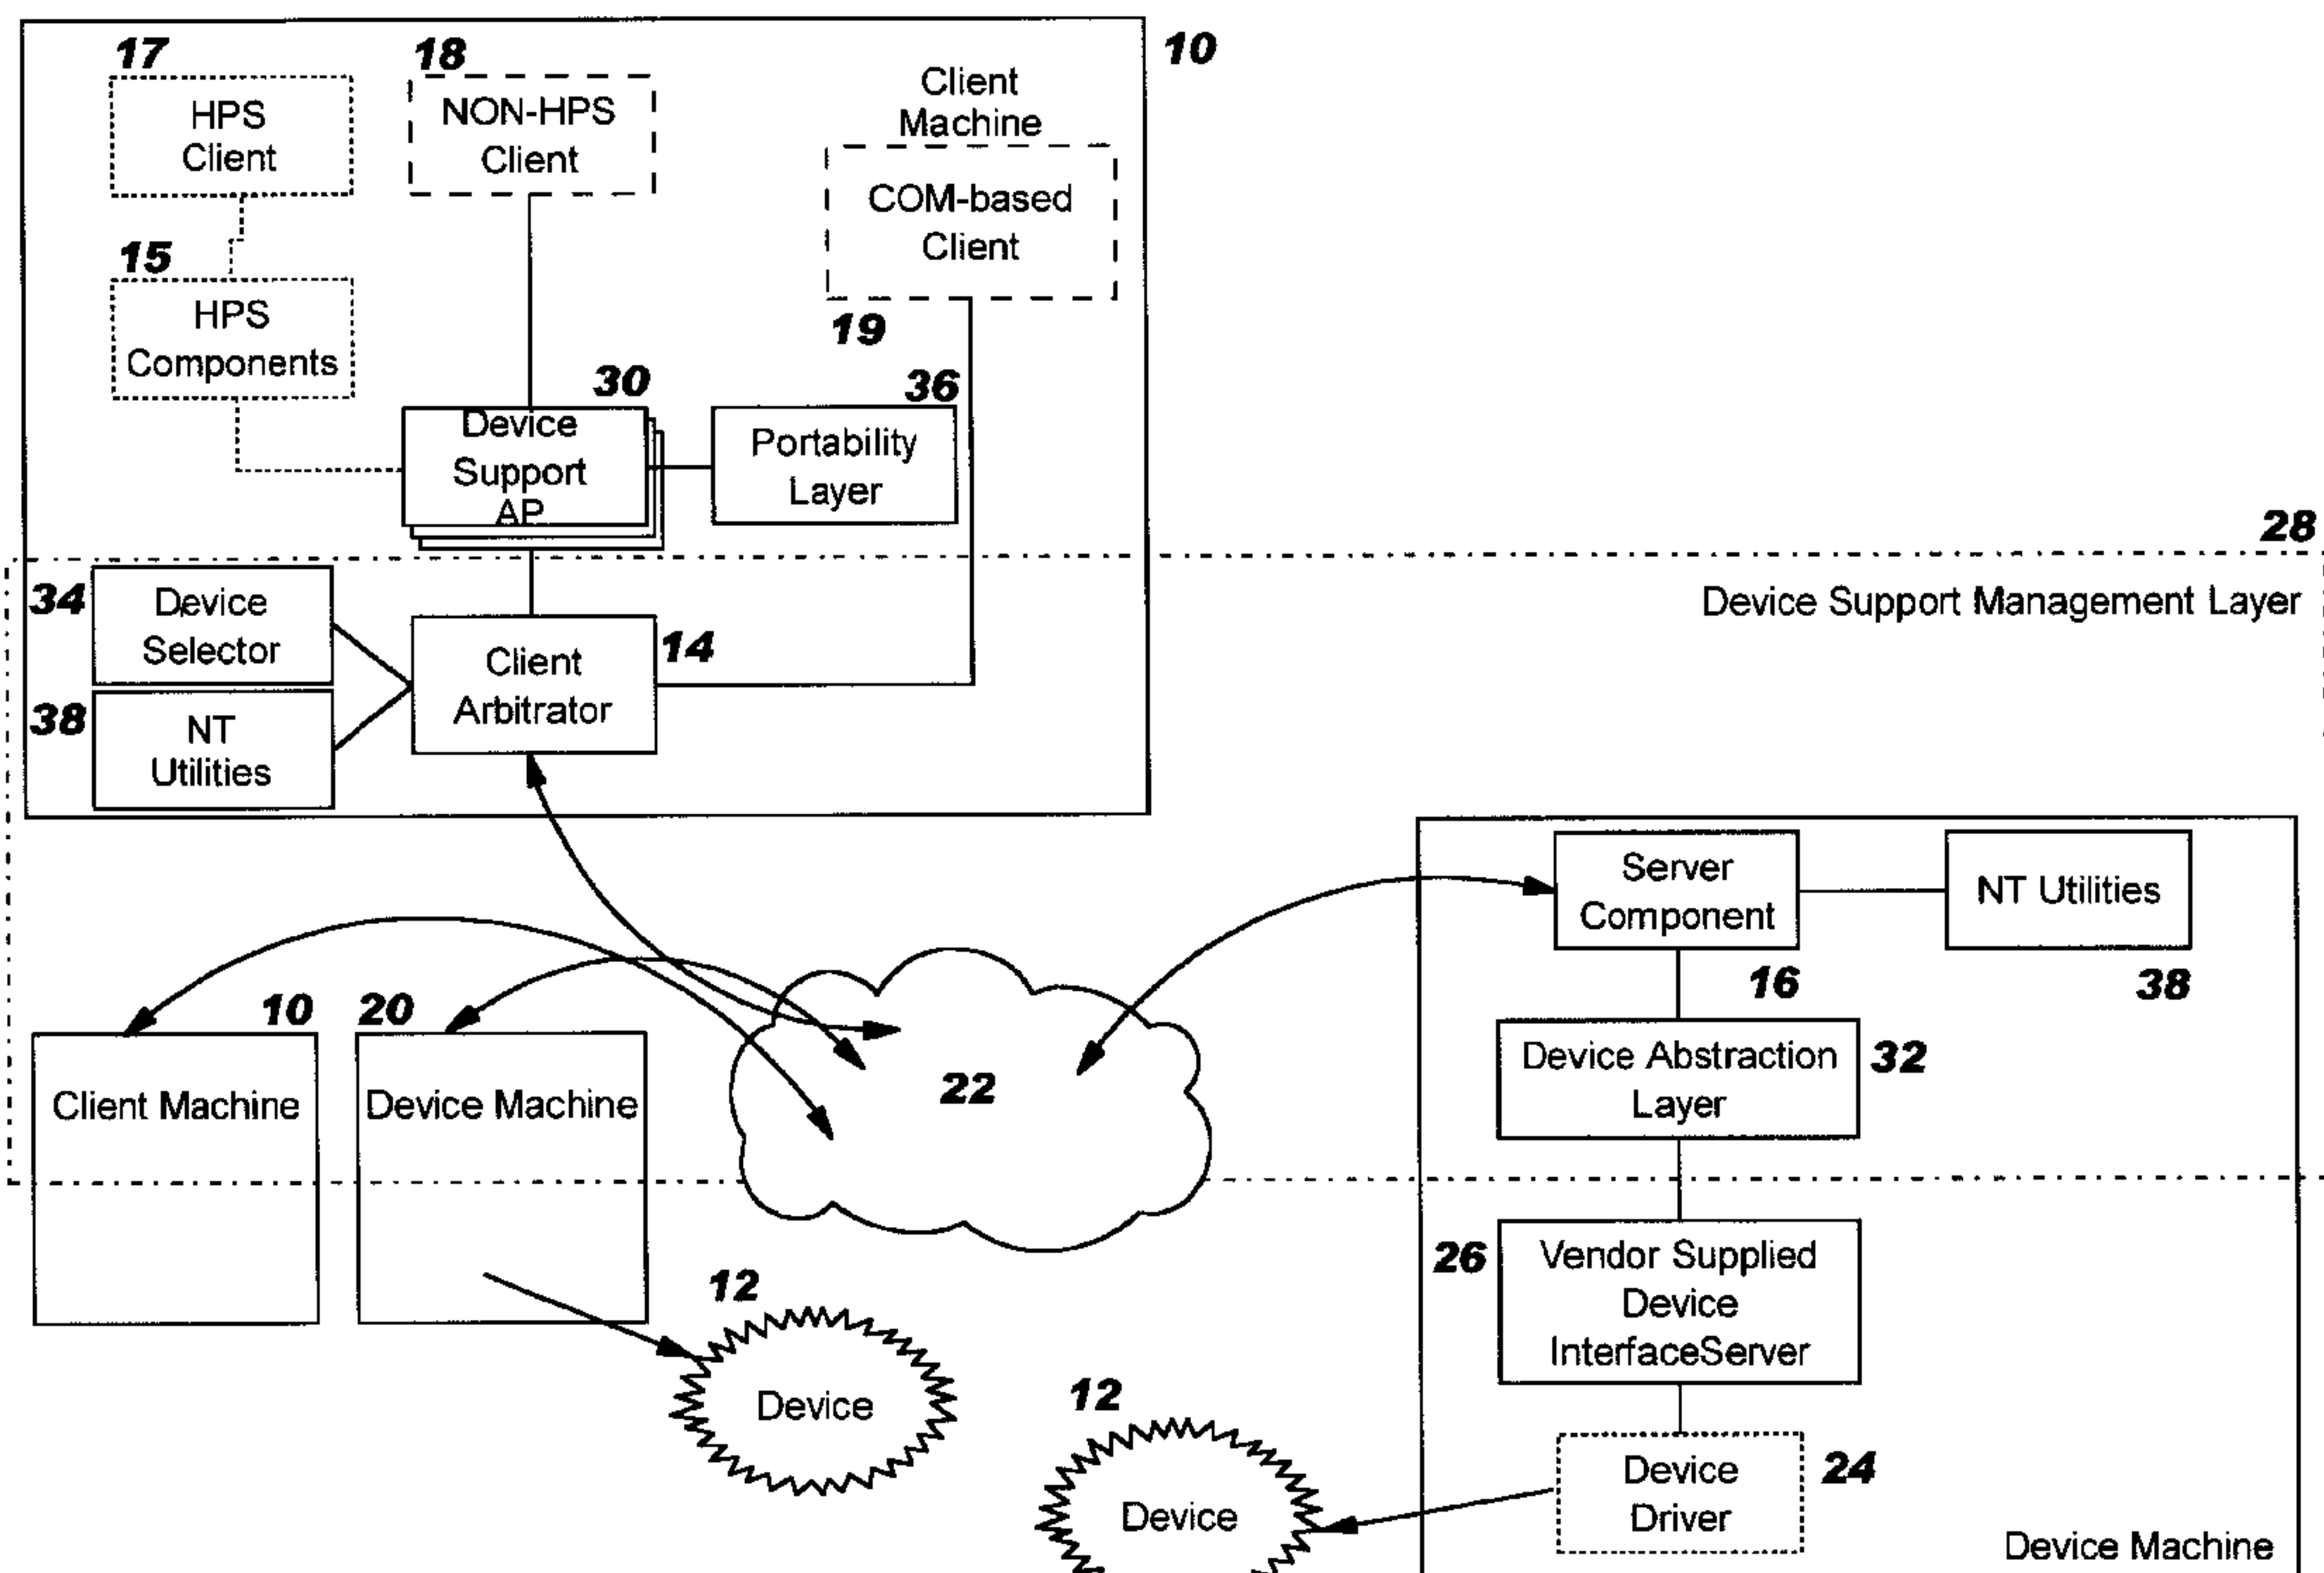 17
18
10
HPS
Client
NON-HPS
Client
Client
Machine
COM-based
Client
15
HPS
Components
19
30
36
Device
Support
AP
Portability
Layer
28
Device Support Management Layer
34
Device
Selector
Client
Arbitrator
14
38
NT
Utilities
Server
Component
NT Utilities
16
38
10
20
Client Machine
Device Machine
22
Device Abstraction
Layer
32
26
Vendor Supplied
Device
InterfaceServer
12
Device
12
Device
Device
Driver
24
Device Machine